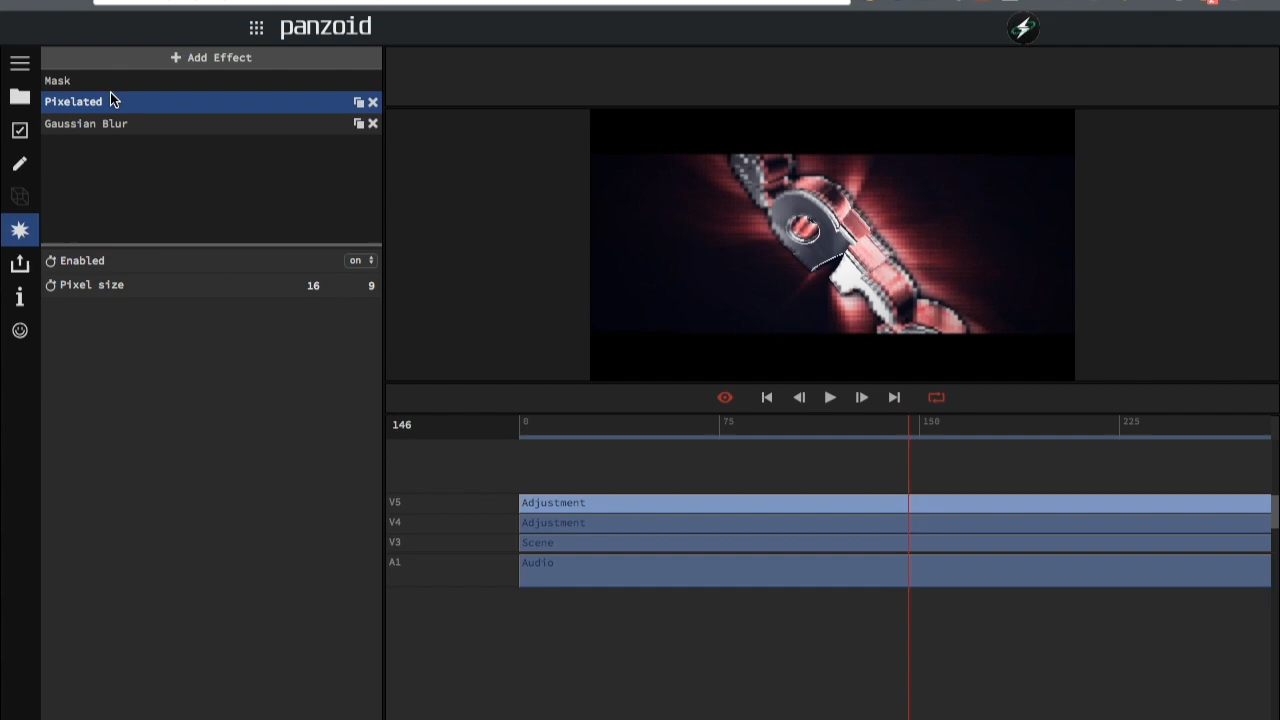 panzoid
+ Add Effect
Mask
Pixelated
Gaussian Blur
Enabled on
Pixel size 16 9
146 0 75 150 225
V5 Adjustment
V4 Adjustment
V3 Scene
A1 Audio